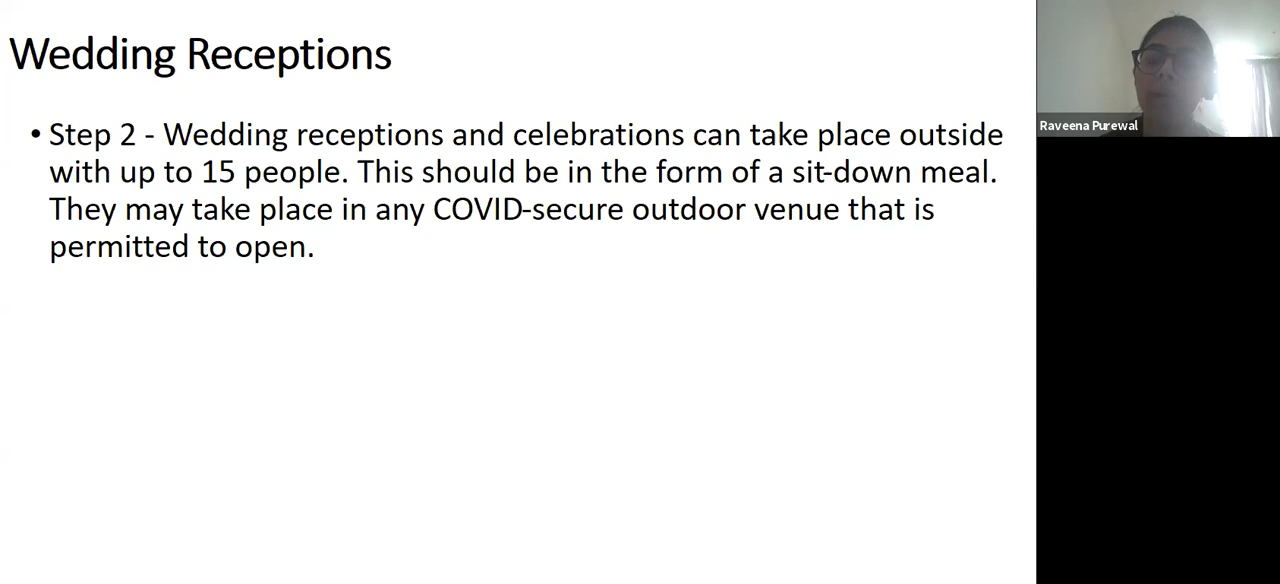 Wedding Receptions
• Step 2 - Wedding receptions and celebrations can take place outside
with up to 15 people. This should be in the form of a sit-down meal.
They may take place in any COVID-secure outdoor venue that is
permitted to open.
Raveena Purewal